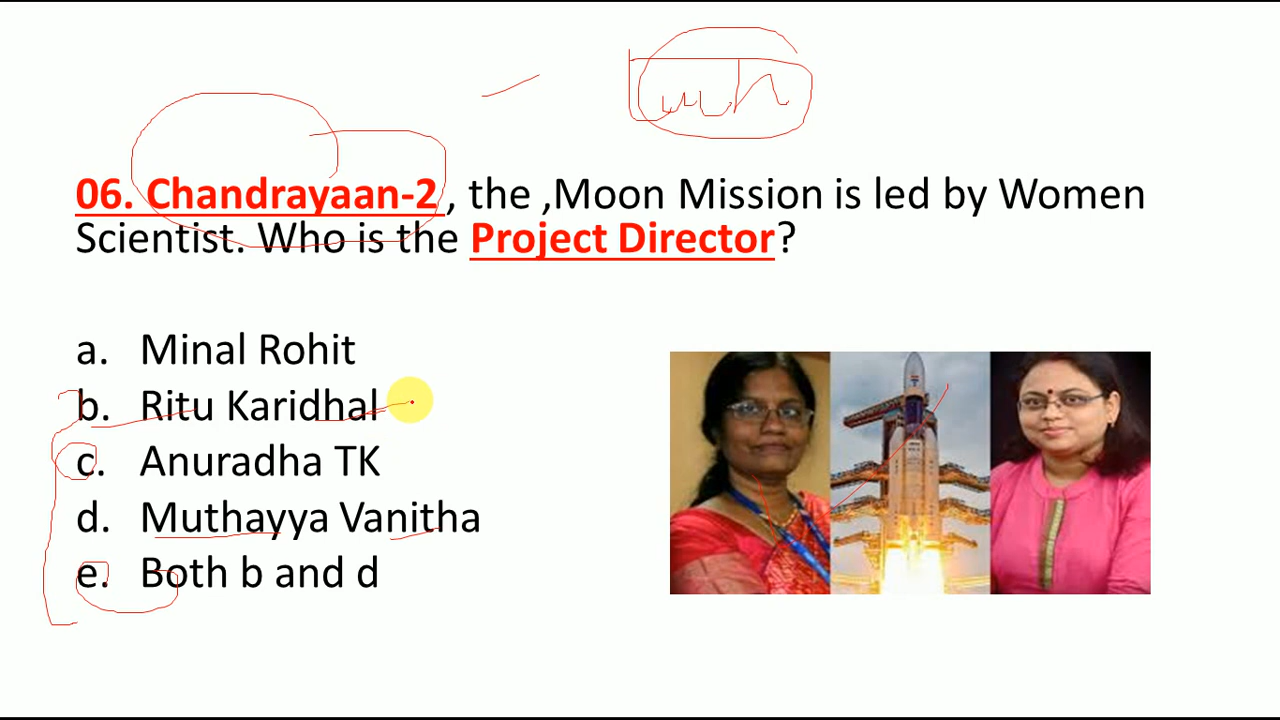 06. Chandrayaan-2, the ,Moon Mission is led by Women
Scientist. Who is the Project Director?
a. Minal Rohit
b. Ritu Karidhal
c. Anuradha TK
d. Muthayya Vanitha
e. Both b and d